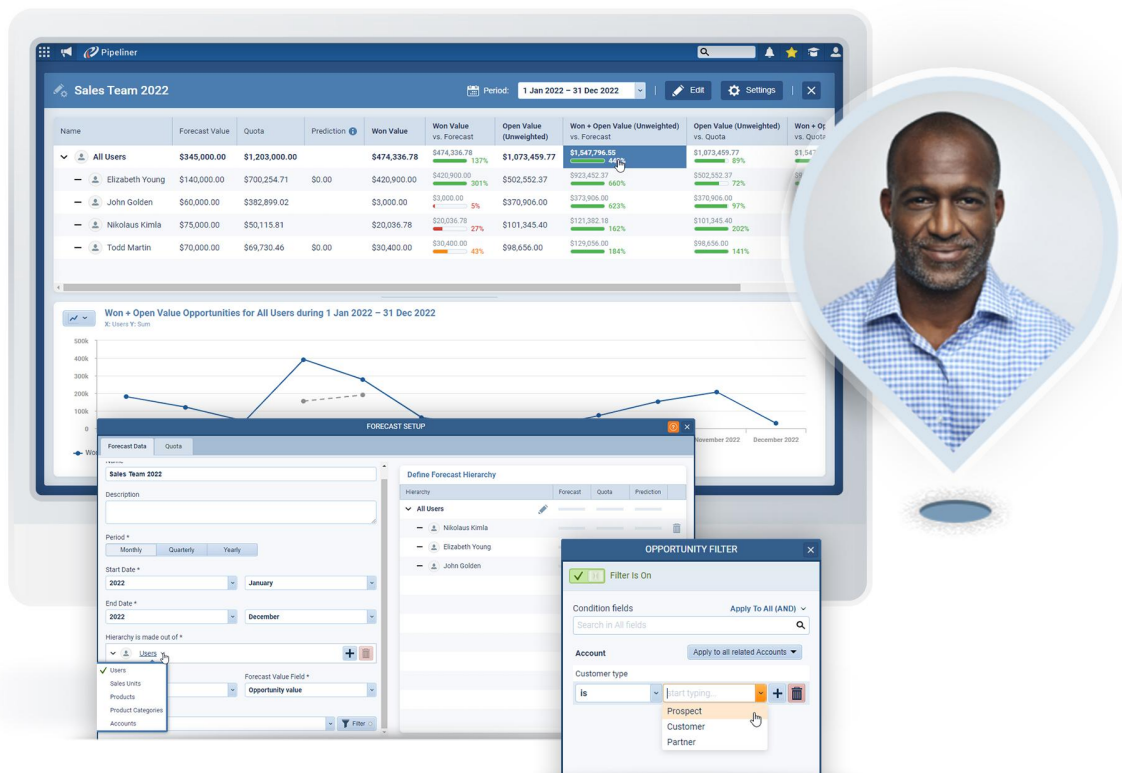 Pipeliner
Sales Team 2022
Period: 1 Jan 2022 – 31 Dec 2022
Edit
Settings
Name Forecast Value Quota Prediction Won Value Won Value vs. Forecast Open Value (Unweighted) Won + Open Value (Unweighted) vs. Forecast Open Value (Unweighted) vs. Quota Won + Op
vs. Quota
All Users $345,000.00 $1,203,000.00 $474,336.78 $474,336.78 137% $1,073,459.77 $1,547,796.55 $1,073,459.77 89%
Elizabeth Young $140,000.00 $700,254.71 $0.00 $420,900.00 $420,900.00 301% $502,552.37 $923,452.37 660% $502,552.37 72%
John Golden $60,000.00 $382,899.02 $3,000.00 $3,000.00 5% $370,906.00 $373,906.00 623% $370,906.00 97%
Nikolaus Kimla $75,000.00 $50,115.81 $20,036.78 $20,036.78 27% $101,345.40 $121,382.18 162% $101,345.40 202%
Todd Martin $70,000.00 $69,730.46 $0.00 $30,400.00 $30,400.00 43% $98,656.00 $129,056.00 184% $98,656.00 141%
Won + Open Value Opportunities for All Users during 1 Jan 2022 – 31 Dec 2022
X: Users Y: Sum
500k
400k
300k
200k
100k
0
November 2022 December 2022
FORECAST SETUP
Forecast Data Quota
Sales Team 2022
Description
Period *
Monthly Quarterly Yearly
Start Date *
2022 January
End Date *
2022 December
Hierarchy is made out of *
Users
Users
Sales Units
Products
Product Categories
Accounts
Forecast Value Field *
Opportunity value
Filter
Define Forecast Hierarchy
Hierarchy Forecast Quota Prediction
All Users
Nikolaus Kimla
Elizabeth Young
John Golden
OPPORTUNITY FILTER
Filter Is On
Condition fields Apply To All (AND)
Search in All fields
Account Apply to all related Accounts
Customer type
is start typing...
Prospect
Customer
Partner